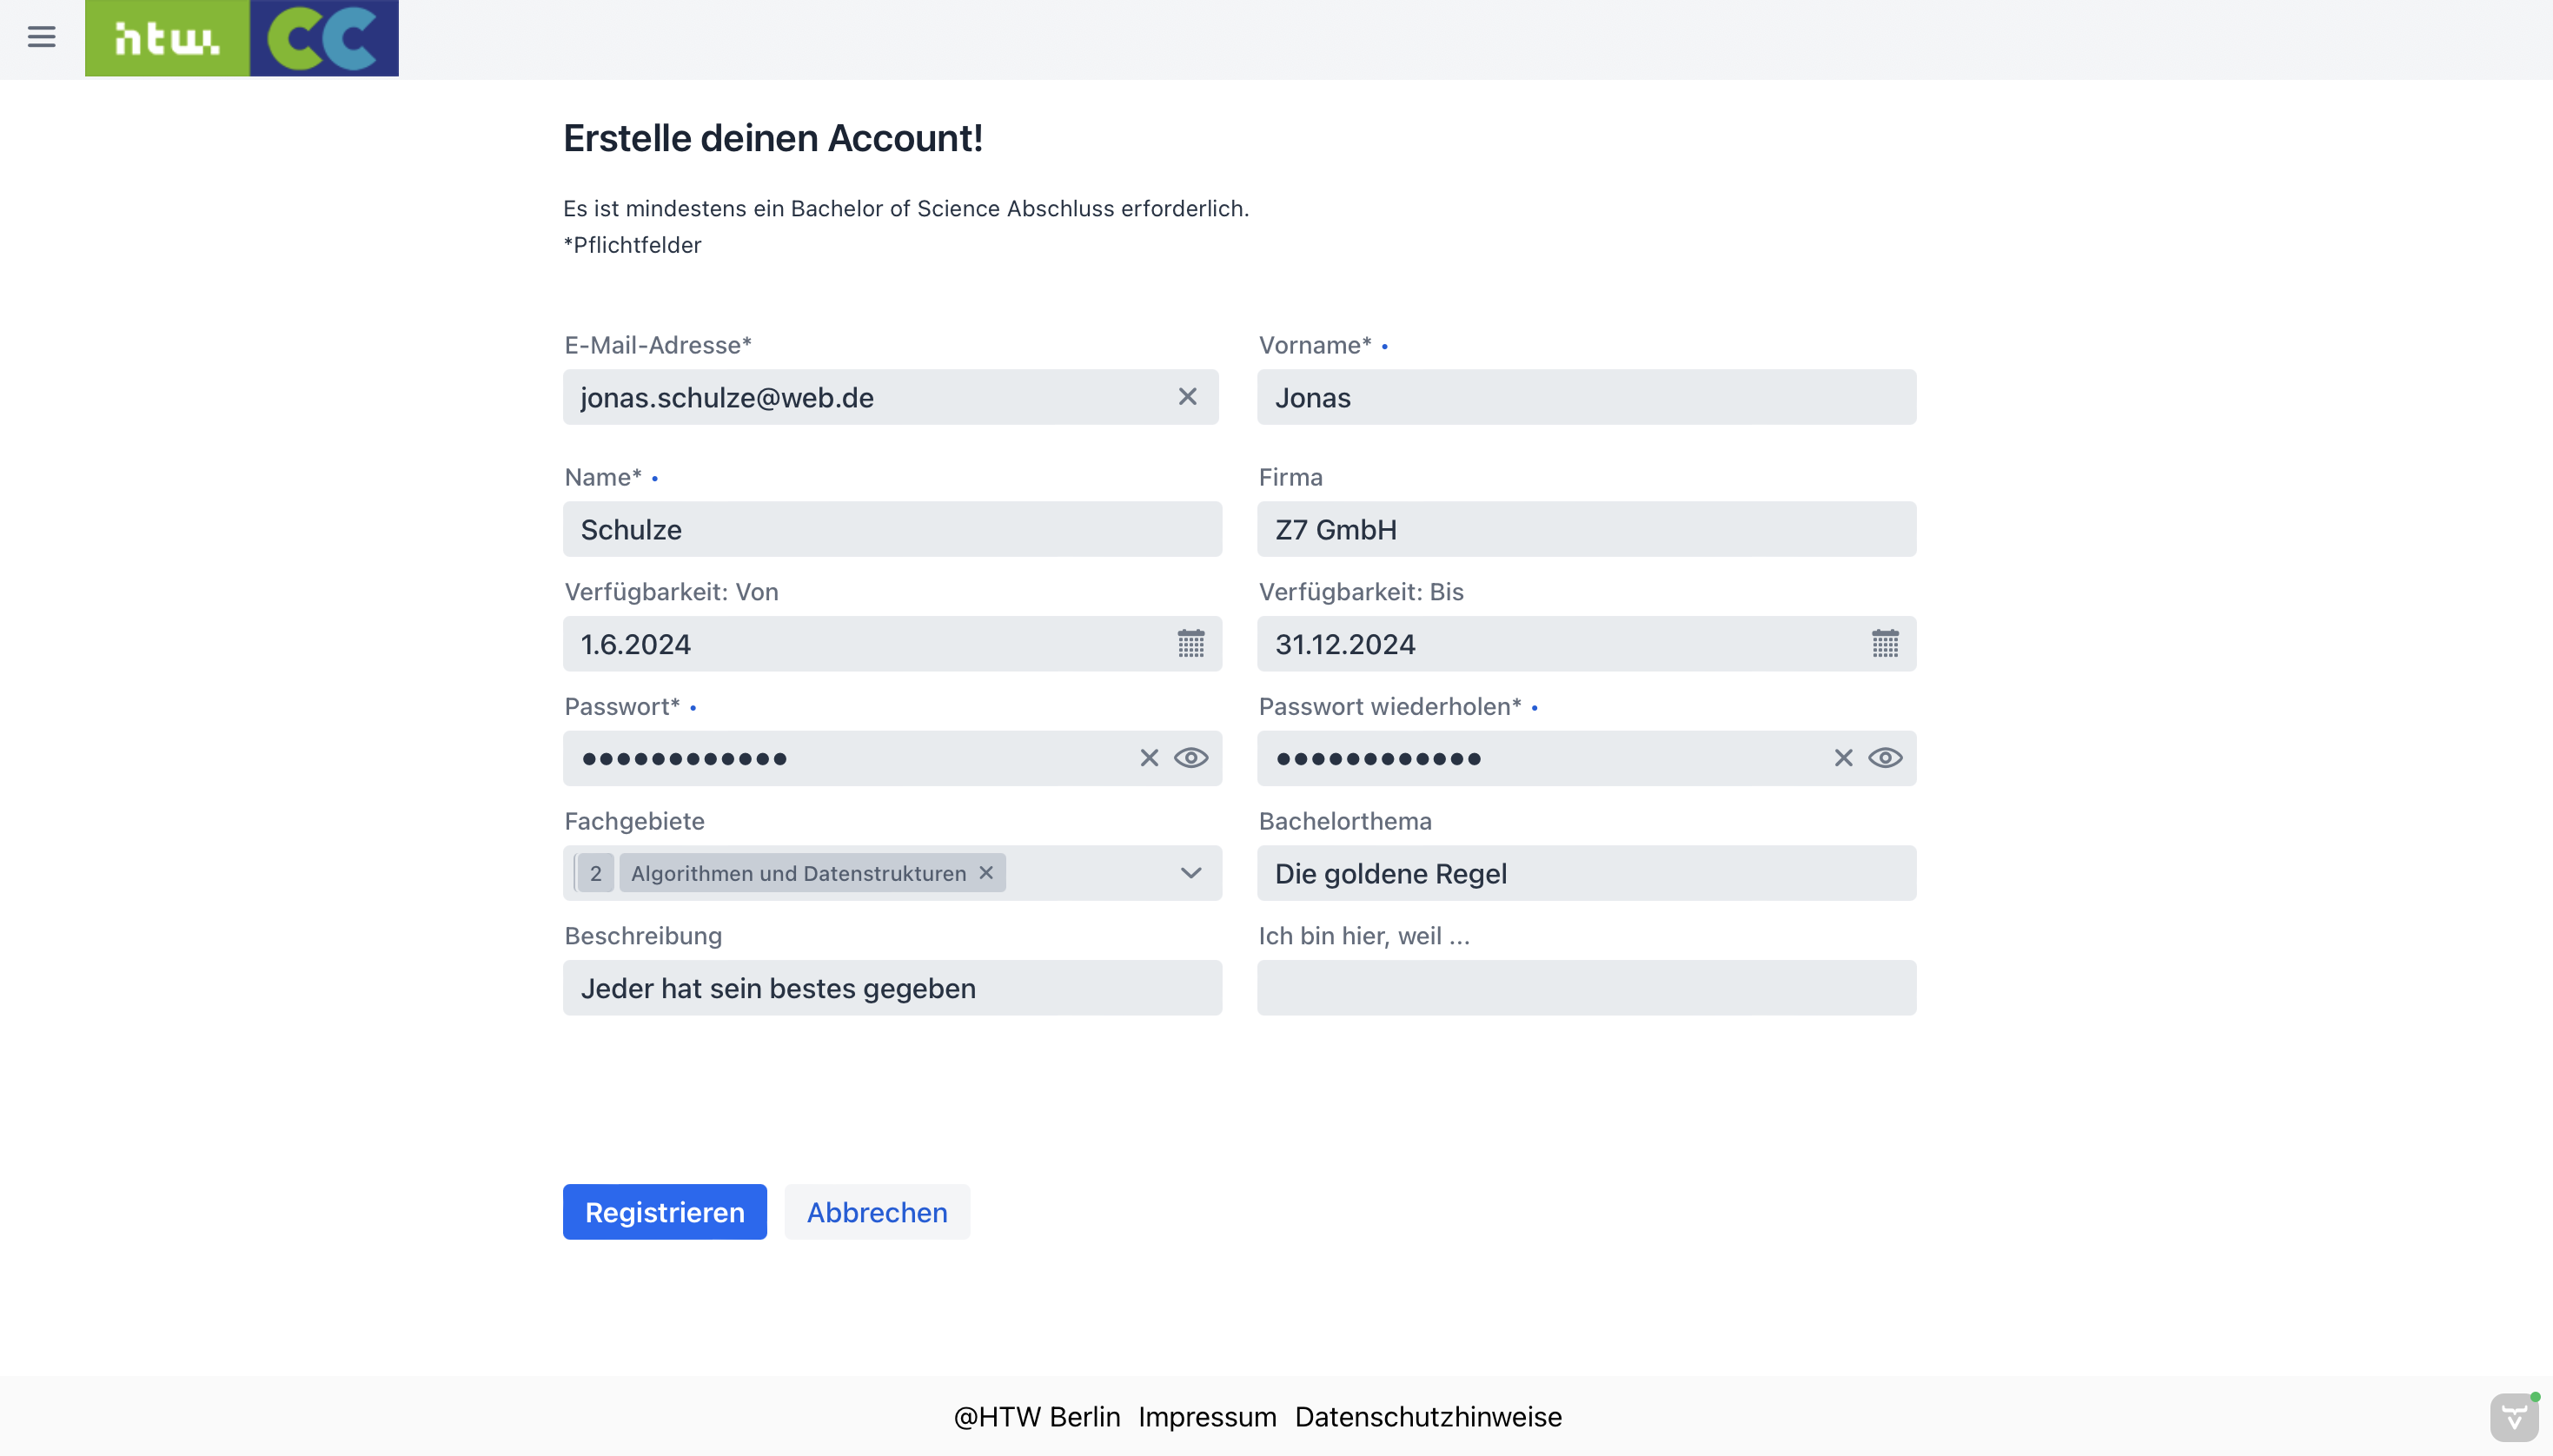 htw. CC
Erstelle deinen Account!
Es ist mindestens ein Bachelor of Science Abschluss erforderlich.
*Pflichtfelder
E-Mail-Adresse* Vorname* •
jonas.schulze@web.de Jonas
Name* • Firma
Schulze Z7 GmbH
Verfügbarkeit: Von Verfügbarkeit: Bis
1.6.2024 31.12.2024
Passwort* • Passwort wiederholen* •
•••••••••••• ••••••••••••
Fachgebiete Bachelorthema
2 Algorithmen und Datenstrukturen Die goldene Regel
Beschreibung Ich bin hier, weil ...
Jeder hat sein bestes gegeben
Registrieren Abbrechen
@HTW Berlin Impressum Datenschutzhinweise